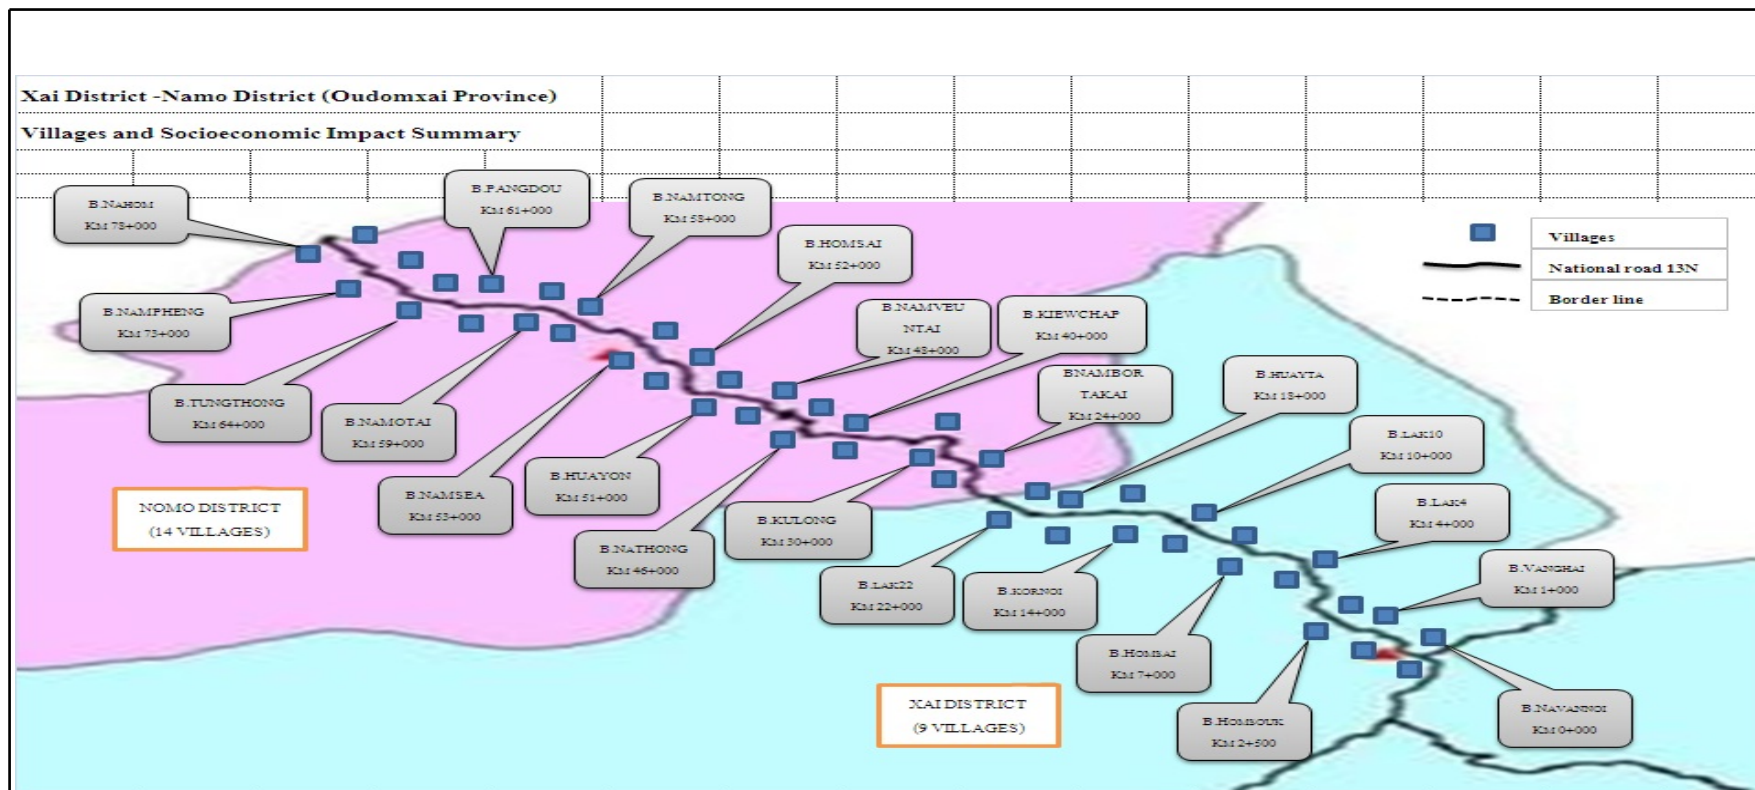 Xai District -Namo District (Oudomxai Province)
Villages and Socioeconomic Impact Summary
B.NAHOM
KM 78+000
B.PANGDOU
KM 61+000
B.NAMTONG
KM 58+000
B.HOMSAI
KM 52+000
B.NAMPHENG
KM 73+000
B.NAMVEU
NTAI
KM 48+000
B.KIEWCHAP
KM 40+000
Villages
National road 13N
Border line
B.TUNGTHONG
KM 64+000
B.NAMOTAI
KM 59+000
BNAMBOR
TAKAI
KM 24+000
B.HUAYTA
KM 18+000
B.LAK10
KM 10+000
B.NAMSEA
KM 53+000
B.HUAYON
KM 51+000
B.LAK4
KM 4+000
NOMO DISTRICT
(14 VILLAGES)
B.NATHONG
KM 46+000
B.KULONG
KM 30+000
B.LAK22
KM 22+000
B.KORNOI
KM 14+000
B.VANGHAI
KM 1+000
B.HOMSAI
KM 7+000
XAI DISTRICT
(9 VILLAGES)
B.HOMSOUK
KM 2+500
B.NAVANNOI
KM 0+000